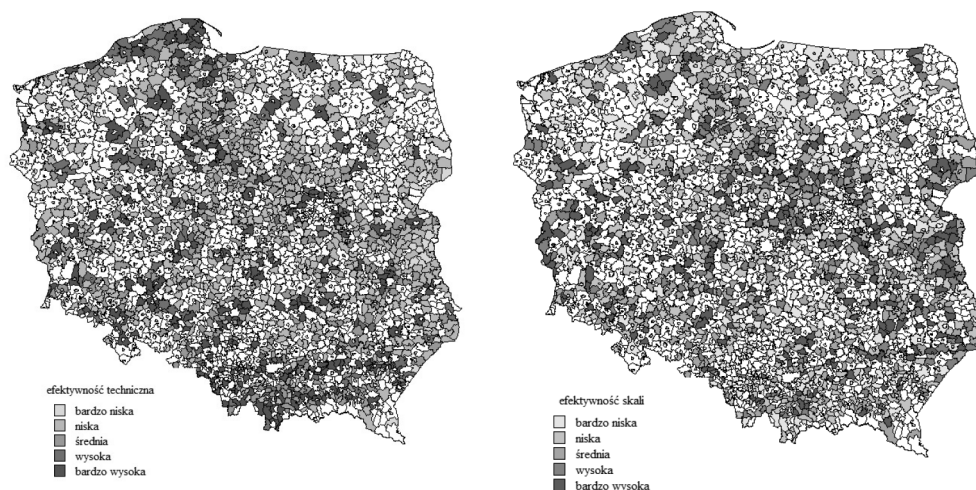 efektywność techniczna
bardzo niska
niska
średnia
wysoka
bardzo wysoka
efektywność skali
bardzo niska
niska
średnia
wysoka
bardzo wysoka